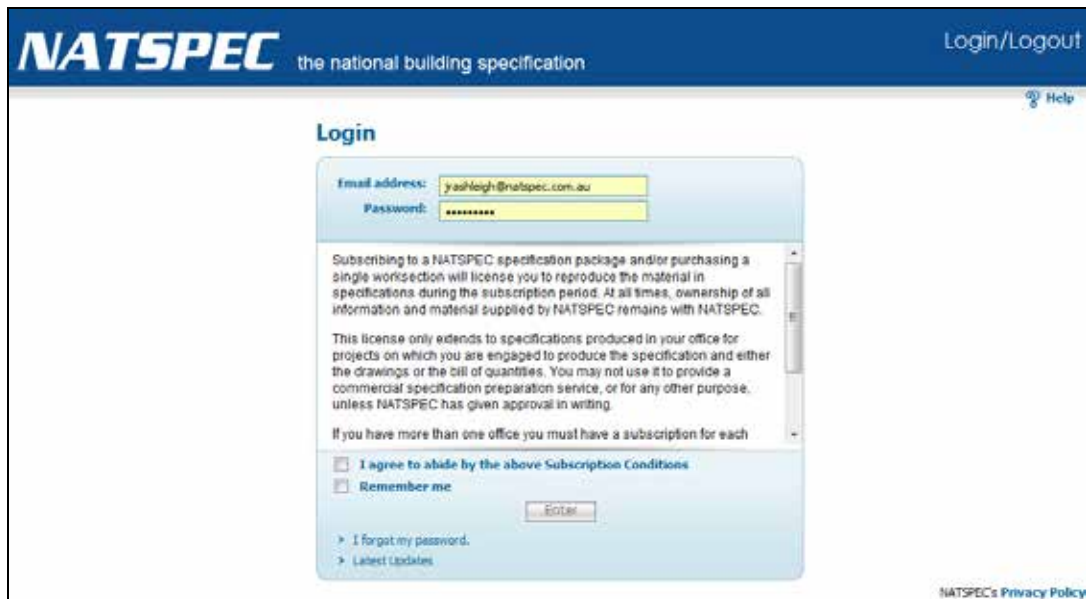 NATSPEC the national building specification
Login/Logout
Help
Login
Email address: yashleigh@natspec.com.au
Password: •••••••••
Subscribing to a NATSPEC specification package and/or purchasing a
single worksection will license you to reproduce the material in
specifications during the subscription period. At all times, ownership of all
information and material supplied by NATSPEC remains with NATSPEC.
This license only extends to specifications produced in your office for
projects on which you are engaged to produce the specification and either
the drawings or the bill of quantities. You may not use it to provide a
commercial specification preparation service, or for any other purpose,
unless NATSPEC has given approval in writing.
If you have more than one office you must have a subscription for each
I agree to abide by the above Subscription Conditions
Remember me
Enter
> I forgot my password.
> Latest Updates
NATSPEC's Privacy Policy